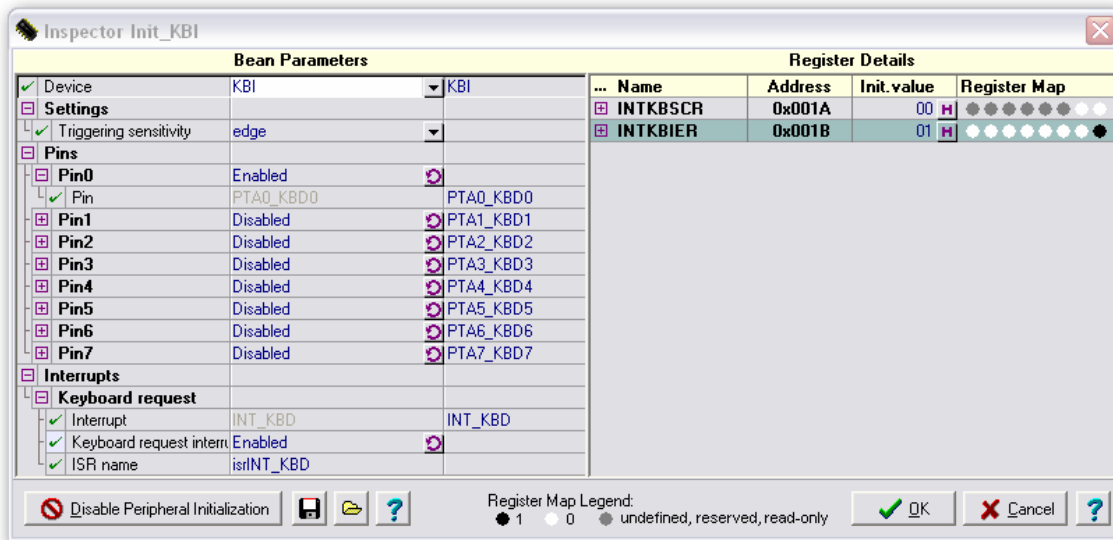 Inspector Init_KBI
Bean Parameters
Register Details
Device KBI KBI
... Name Address Init.value Register Map
Settings
INTKBSCR 0x001A 00 H
Triggering sensitivity edge
INTKBIER 0x001B 01 H
Pins
Pin0 Enabled
Pin PTA0_KBD0 PTA0_KBD0
Pin1 Disabled PTA1_KBD1
Pin2 Disabled PTA2_KBD2
Pin3 Disabled PTA3_KBD3
Pin4 Disabled PTA4_KBD4
Pin5 Disabled PTA5_KBD5
Pin6 Disabled PTA6_KBD6
Pin7 Disabled PTA7_KBD7
Interrupts
Keyboard request
Interrupt INT_KBD INT_KBD
Keyboard request interru Enabled
ISR name isrINT_KBD
Disable Peripheral Initialization ?
Register Map Legend:
1 0 undefined, reserved, read-only
OK Cancel ?